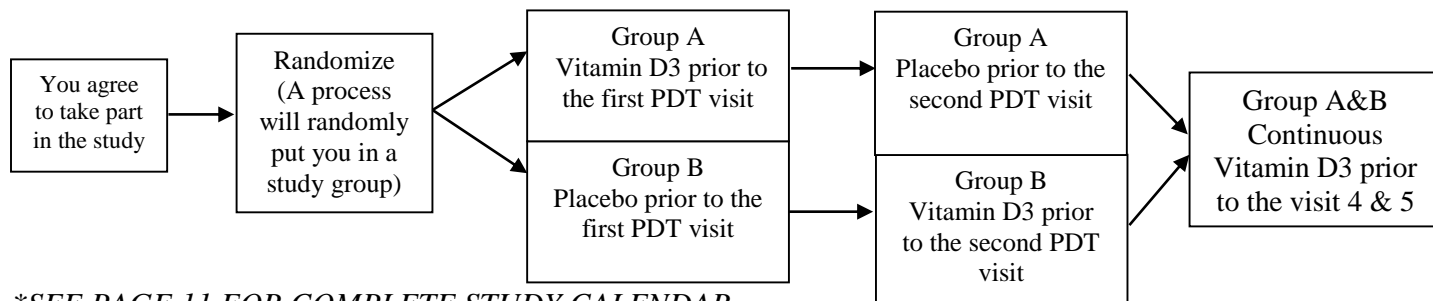 You agree
to take part
in the study
Randomize
(A process
will randomly
put you in a
study group)
Group A
Vitamin D3 prior to
the first PDT visit
Group B
Placebo prior to the
first PDT visit
Group A
Placebo prior to the
second PDT visit
Group B
Vitamin D3 prior
to the second PDT
visit
Group A&B
Continuous
Vitamin D3 prior
to the visit 4 & 5
*SEE PAGE 11 FOR COMPLETE STUDY CALENDAR